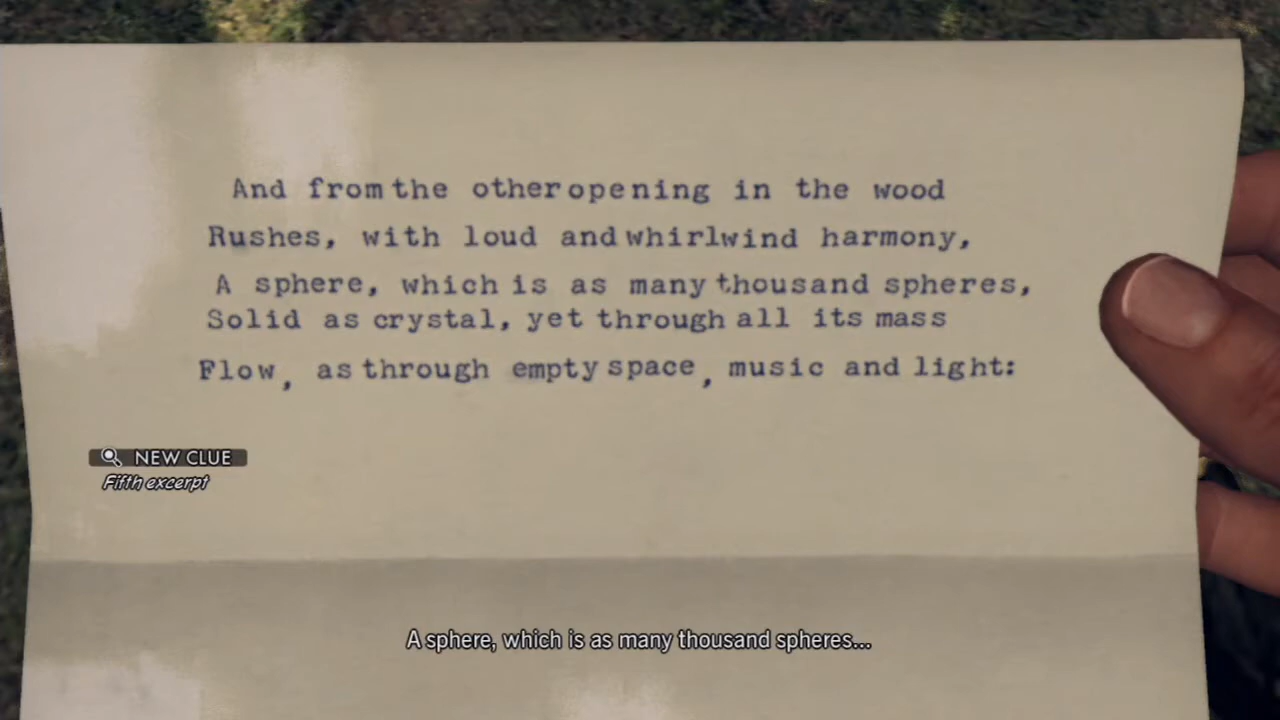 And from the other opening in the wood
Rushes, with loud and whirlwind harmony,
A sphere, which is as many thousand spheres,
Solid as crystal, yet through all its mass
Flow, as through empty space, music and light:
NEW CLUE
Fifth excerpt
A sphere, which is as many thousand spheres...